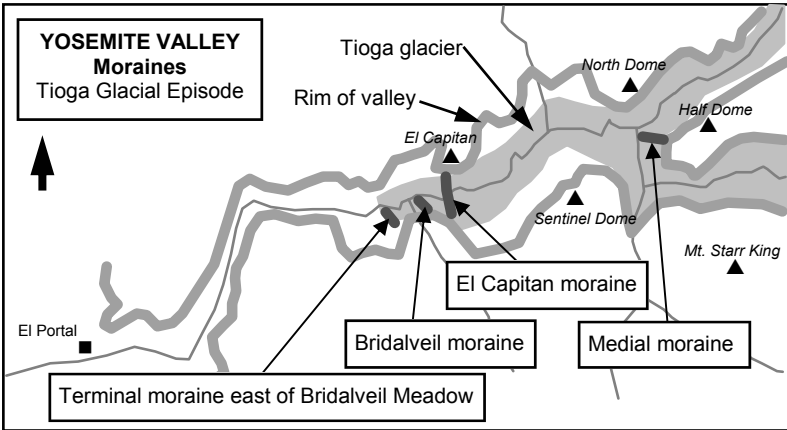 YOSEMITE VALLEY
Moraines
Tioga Glacial Episode
Tioga glacier
Rim of valley
North Dome
Half Dome
El Capitan
Sentinel Dome
Mt. Starr King
El Capitan moraine
El Portal
Bridalveil moraine
Medial moraine
Terminal moraine east of Bridalveil Meadow